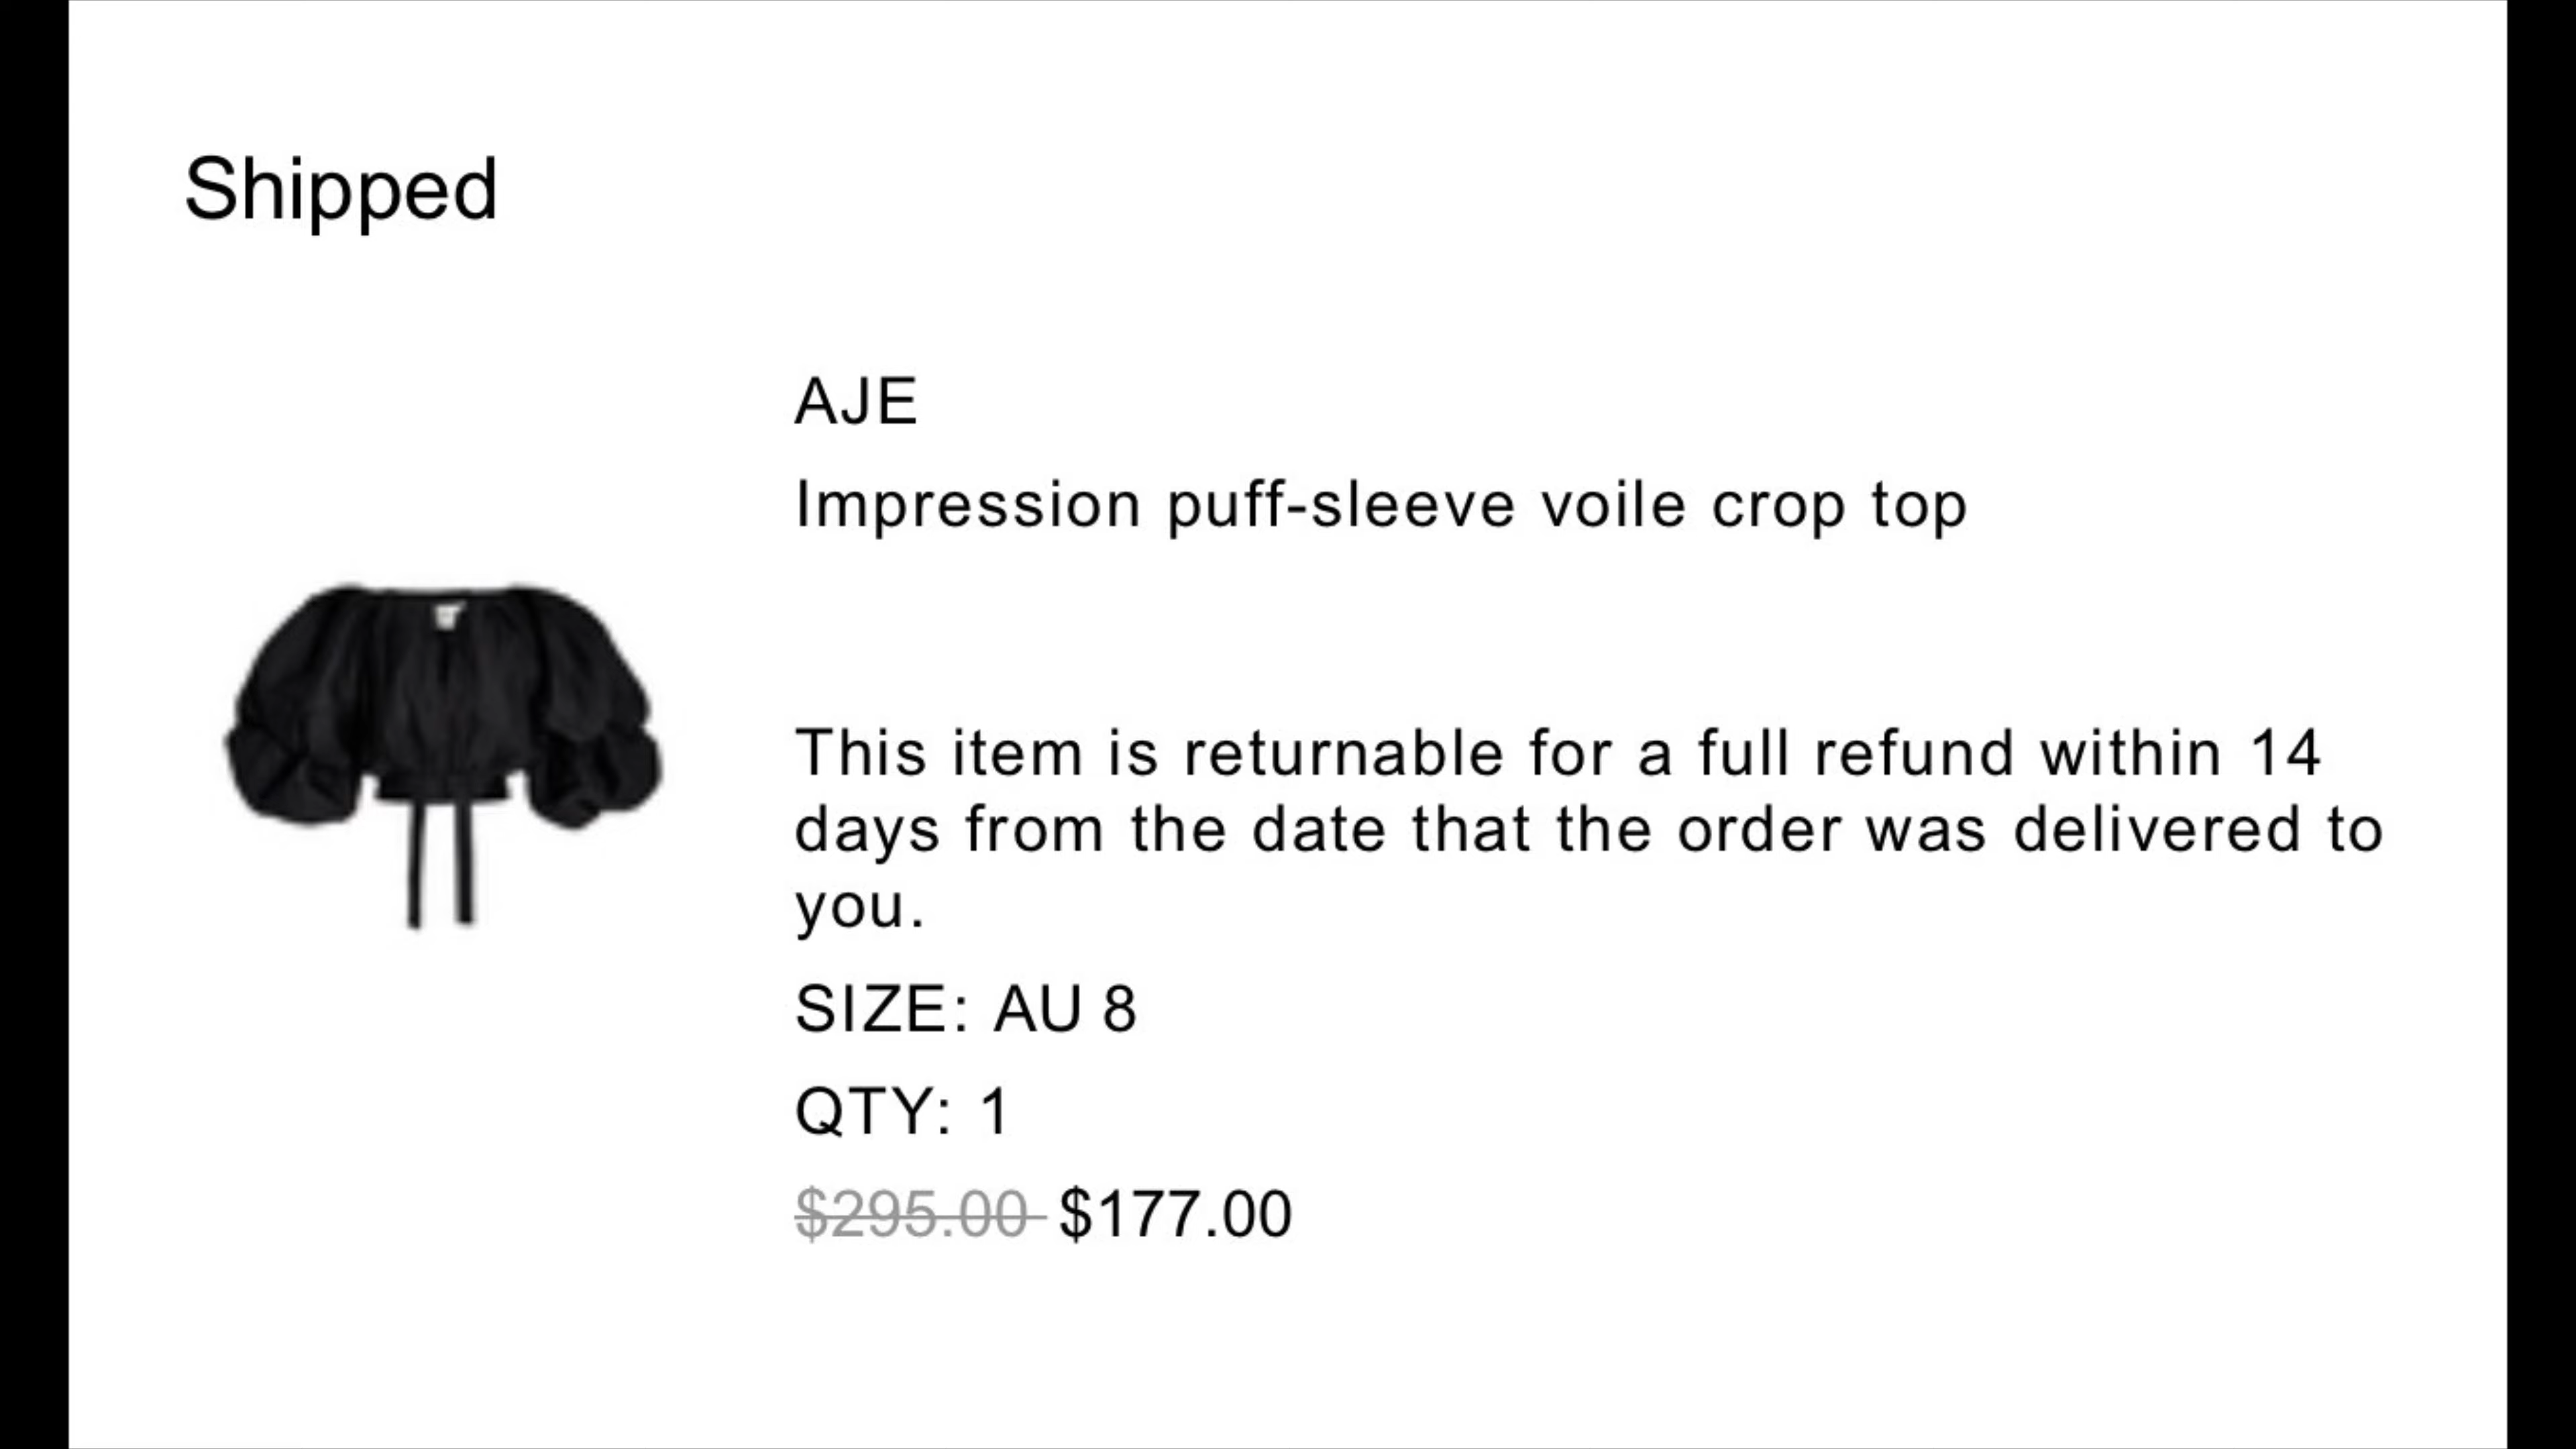 Shipped
AJE
Impression puff-sleeve voile crop top
This item is returnable for a full refund within 14
days from the date that the order was delivered to
you.
SIZE: AU 8
QTY: 1
$295.00 $177.00